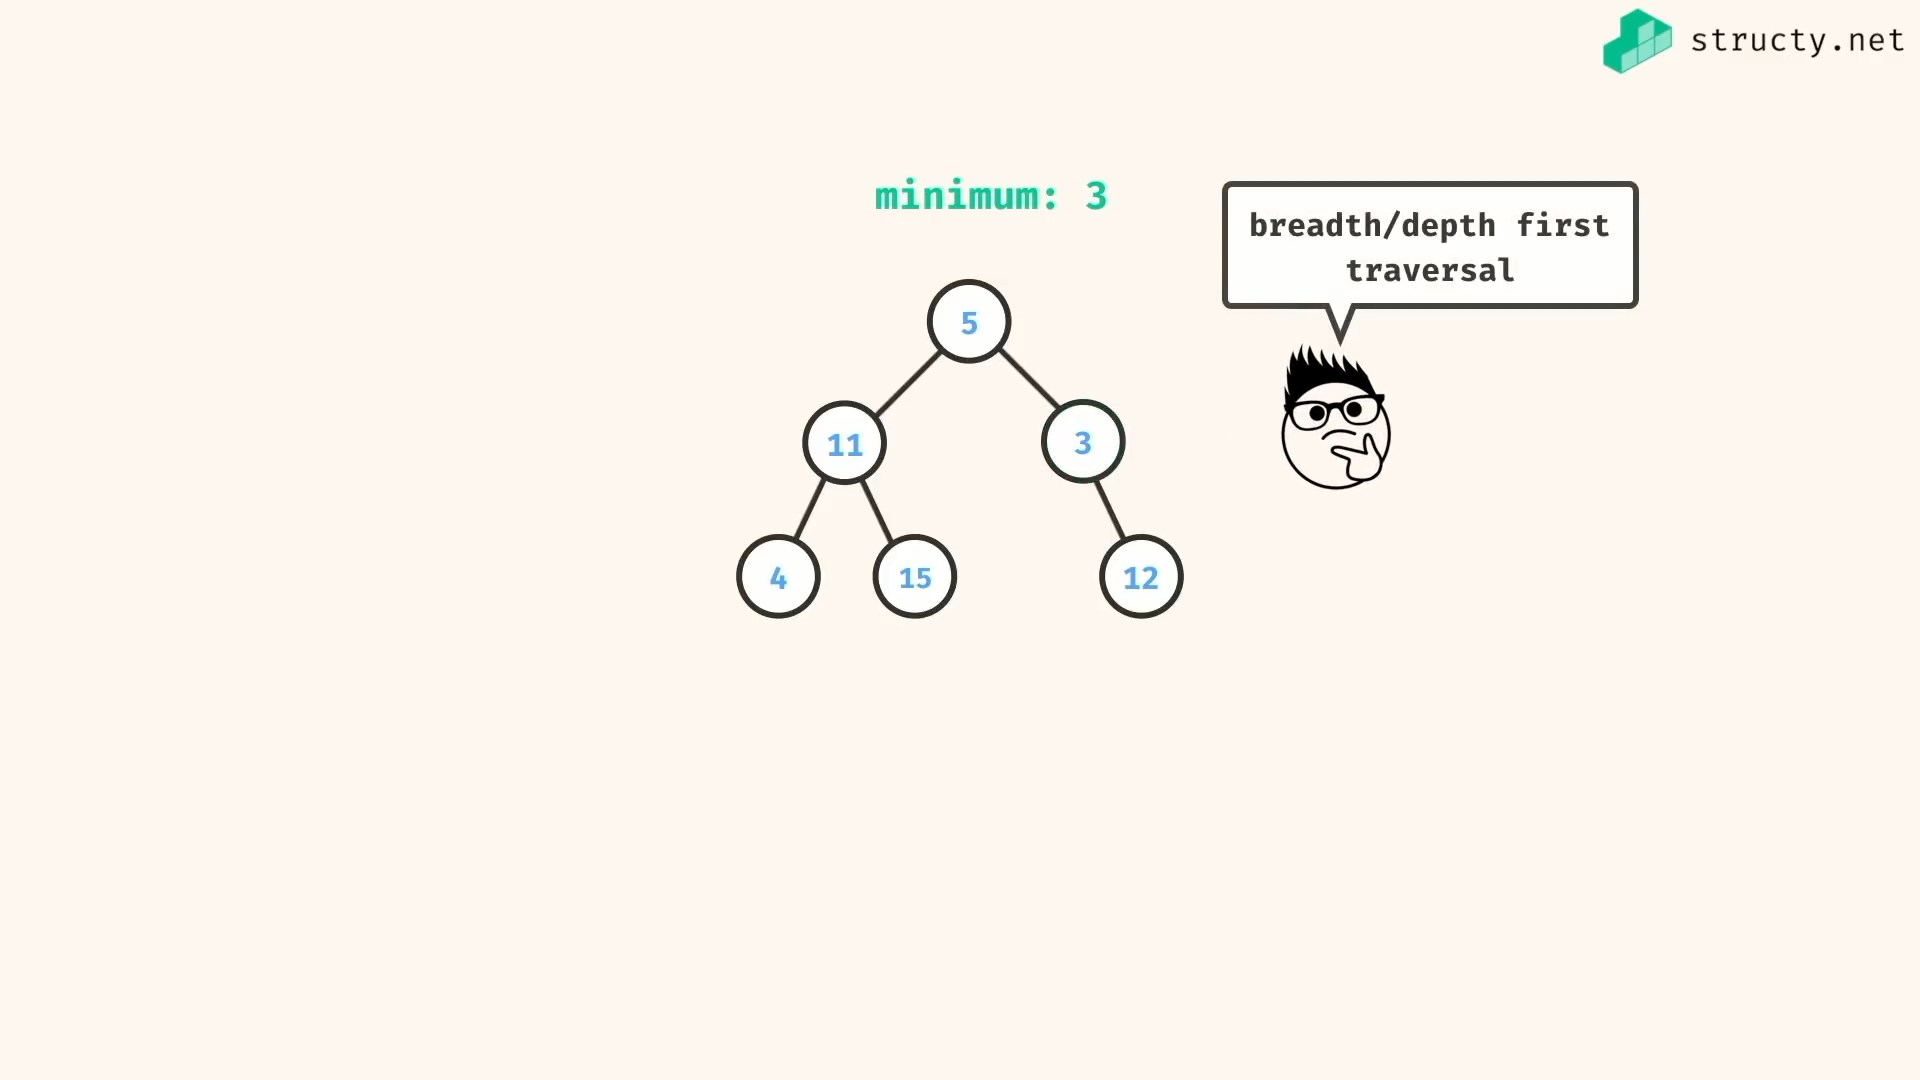 structy.net
minimum: 3
breadth/depth first
traversal
5
11
3
4
15
12